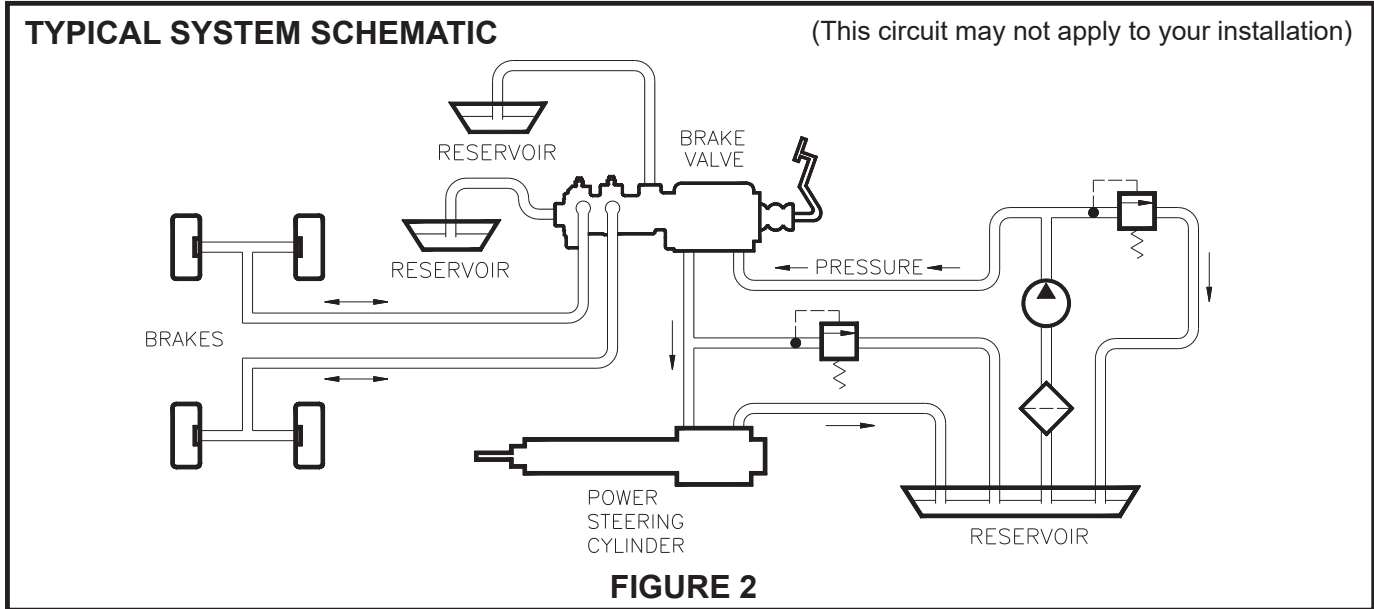 TYPICAL SYSTEM SCHEMATIC
(This circuit may not apply to your installation)
RESERVOIR
BRAKE
VALVE
RESERVOIR
PRESSURE
BRAKES
POWER
STEERING
CYLINDER
RESERVOIR
FIGURE 2